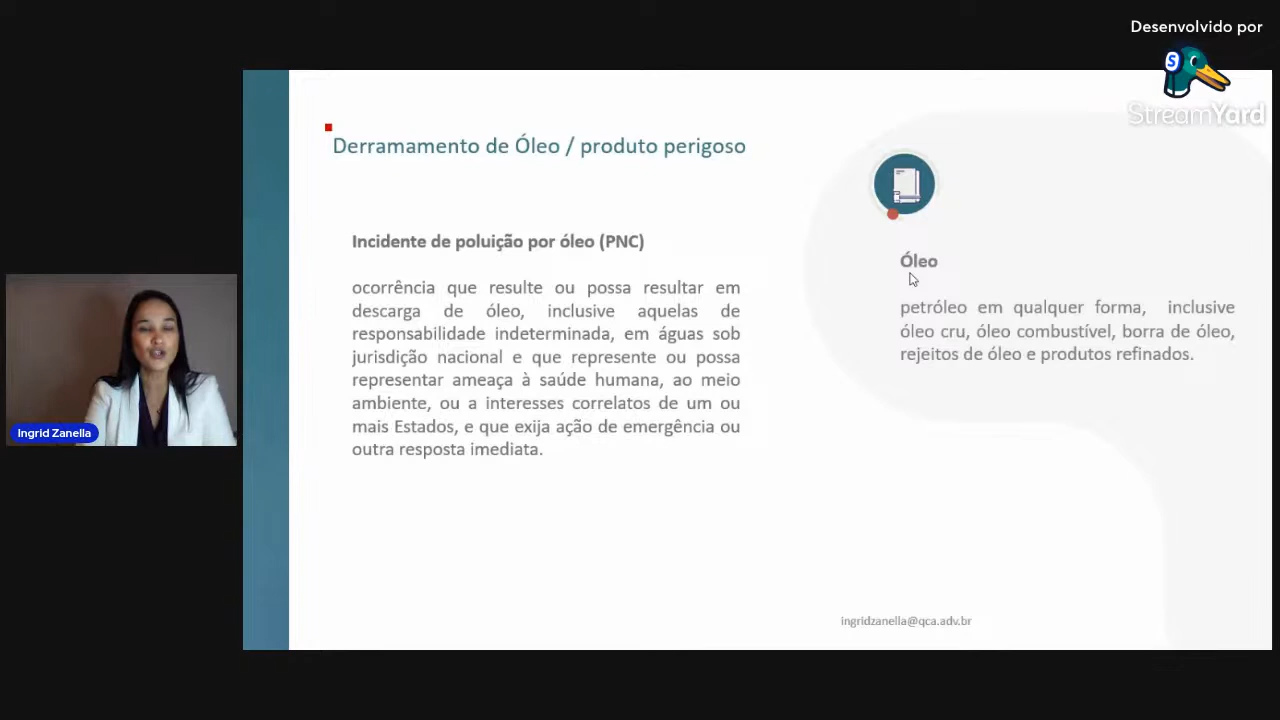 Desenvolvido por
StreamYard
Derramamento de Óleo / produto perigoso
Incidente de poluição por óleo (PNC)
ocorrência que resulte ou possa resultar em
descarga de óleo, inclusive aquelas de
responsabilidade indeterminada, em águas sob
jurisdição nacional e que represente ou possa
representar ameaça à saúde humana, ao meio
ambiente, ou a interesses correlatos de um ou
mais Estados, e que exija ação de emergência ou
outra resposta imediata.
Óleo
petróleo em qualquer forma, inclusive
óleo cru, óleo combustível, borra de óleo,
rejeitos de óleo e produtos refinados.
Ingrid Zanella
ingridzanella@qca.adv.br